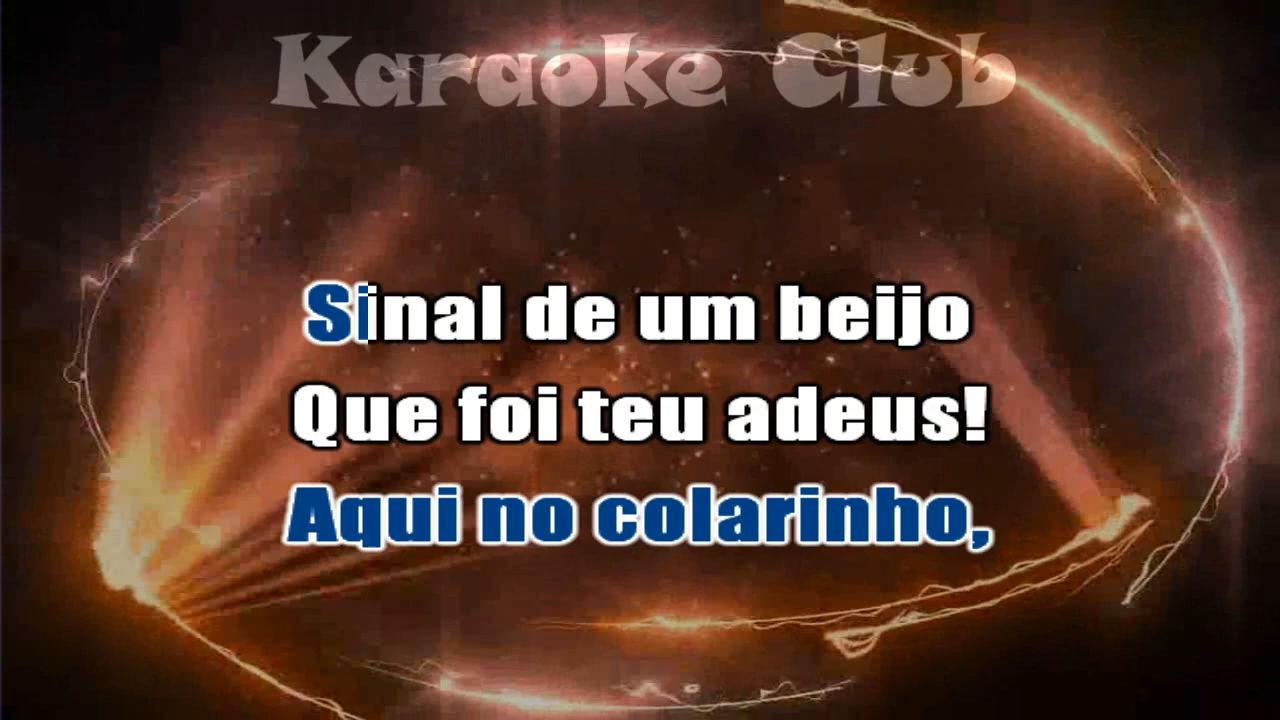 Karaoke Club
Sinal de um beijo
Que foi teu adeus!
Aqui no colarinho,